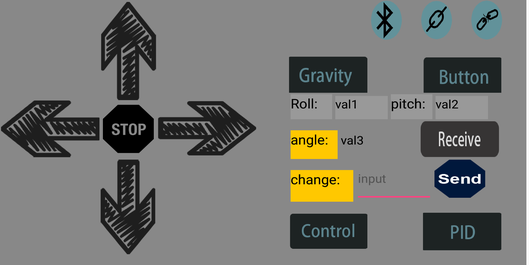 Gravity Button
Roll: val1 pitch: val2
STOP
angle: val3 Receive
change: input Send
Control PID